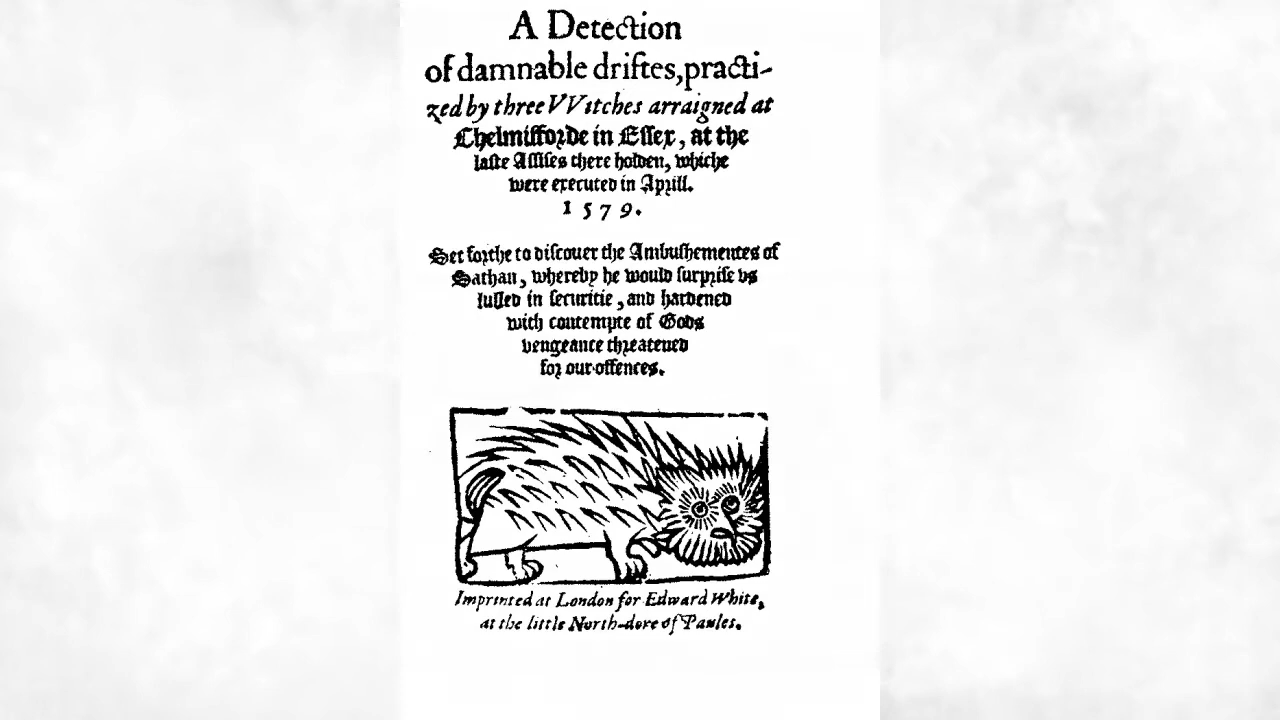 A Detection
of damnable driftes, practi-
zed by three VVitches arraigned at
Chelmisforde in Essex, at the
laste Assises there holden, whiche
were executed in Aprill.
1579.
Set forthe to discouer the Ambushementes of
Sathan, whereby he would surprise vs
lulled in securitie, and hardened
with contempte of Gods
vengeance threatened
for our offences.
Imprinted at London for Edward White,
at the little North-dore of Paules.